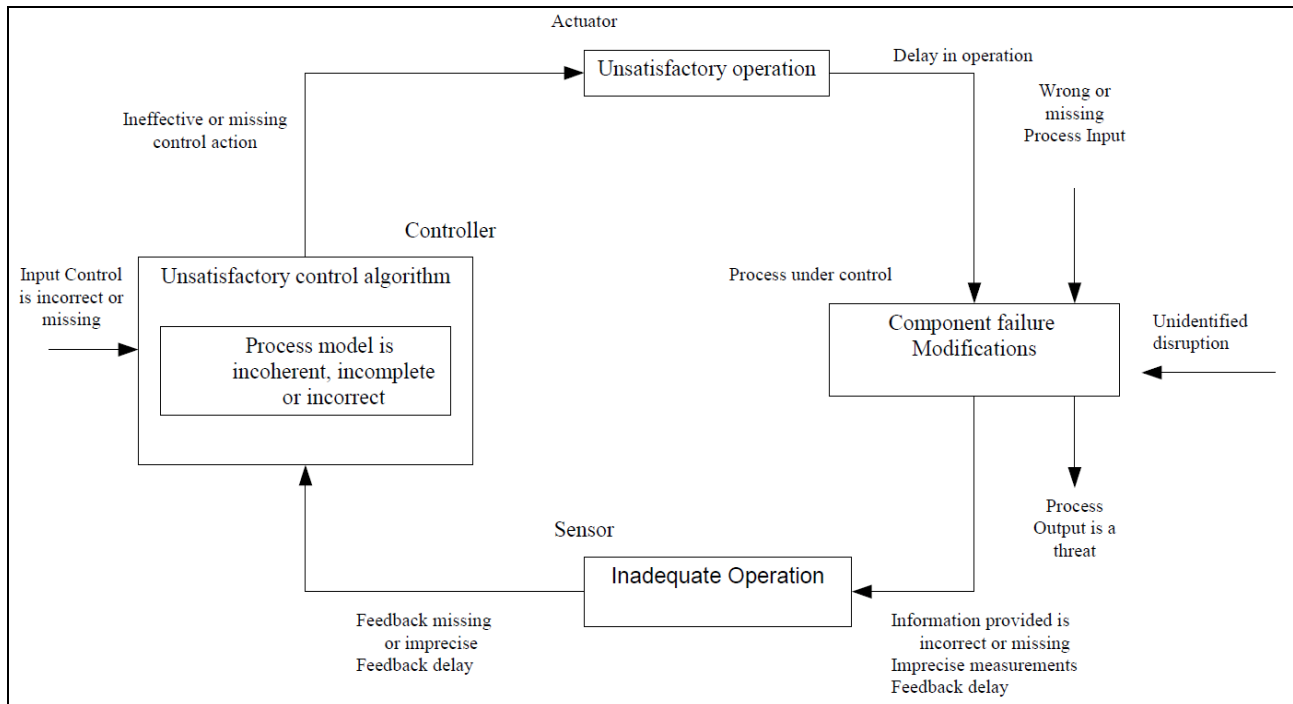 Actuator
Unsatisfactory operation
Delay in operation
Wrong or
missing
Process Input
Ineffective or missing
control action
Controller
Input Control
is incorrect or
missing
Unsatisfactory control algorithm
Process model is
incoherent, incomplete
or incorrect
Process under control
Component failure
Modifications
Unidentified
disruption
Process
Output is a
threat
Sensor
Inadequate Operation
Feedback missing
or imprecise
Feedback delay
Information provided is
incorrect or missing
Imprecise measurements
Feedback delay